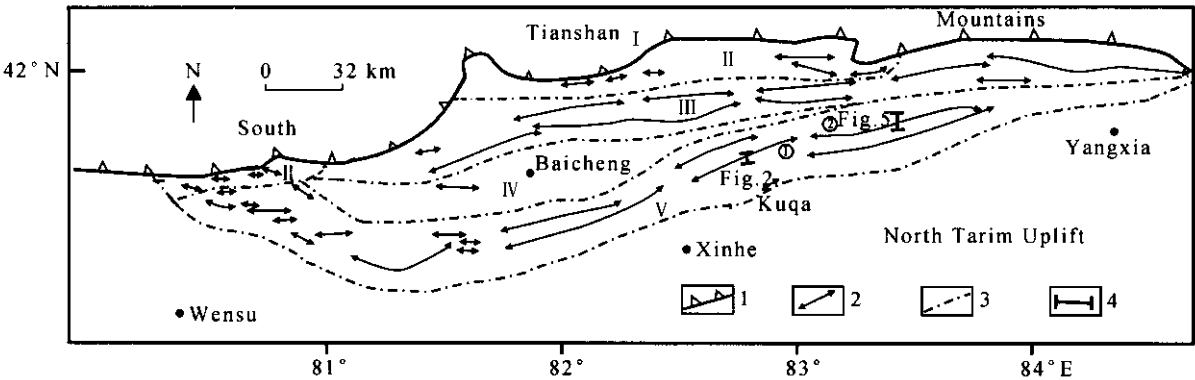 Tianshan I Mountains
42°N
N
0 32 km
II
III
South
② Fig.5
II
Baicheng
①
Yangxia
IV
Fig.2
V
Kuqa
North Tarim Uplift
Xinhe
1 2 3 4
Wensu
81° 82° 83° 84°E